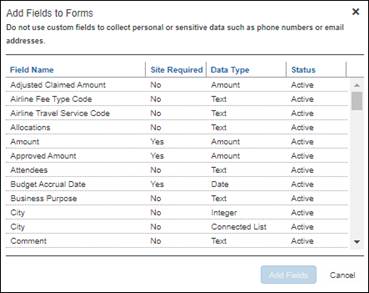 Add Fields to Forms ×
Do not use custom fields to collect personal or sensitive data such as phone numbers or email
addresses.
Field Name Site Required Data Type Status
Adjusted Claimed Amount No Amount Active
Airline Fee Type Code No Text Active
Airline Travel Service Code No Text Active
Allocations No Text Active
Amount Yes Amount Active
Approved Amount Yes Amount Active
Attendees No Text Active
Budget Accrual Date Yes Date Active
Business Purpose No Text Active
City No Integer Active
City No Connected List Active
Comment No Text Active
Add Fields Cancel